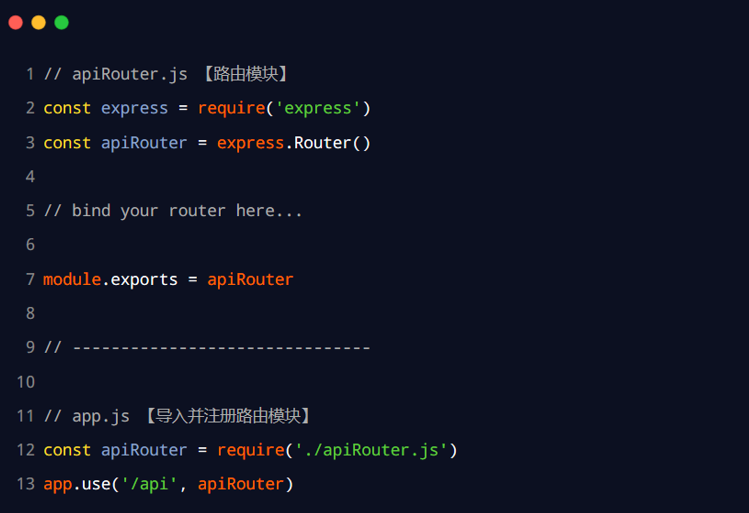 1 // apiRouter.js 【路由模块】
2 const express = require('express')
3 const apiRouter = express.Router()
4
5 // bind your router here...
6
7 module.exports = apiRouter
8
9 // -------------------------------
10
11 // app.js 【导入并注册路由模块】
12 const apiRouter = require('./apiRouter.js')
13 app.use('/api', apiRouter)